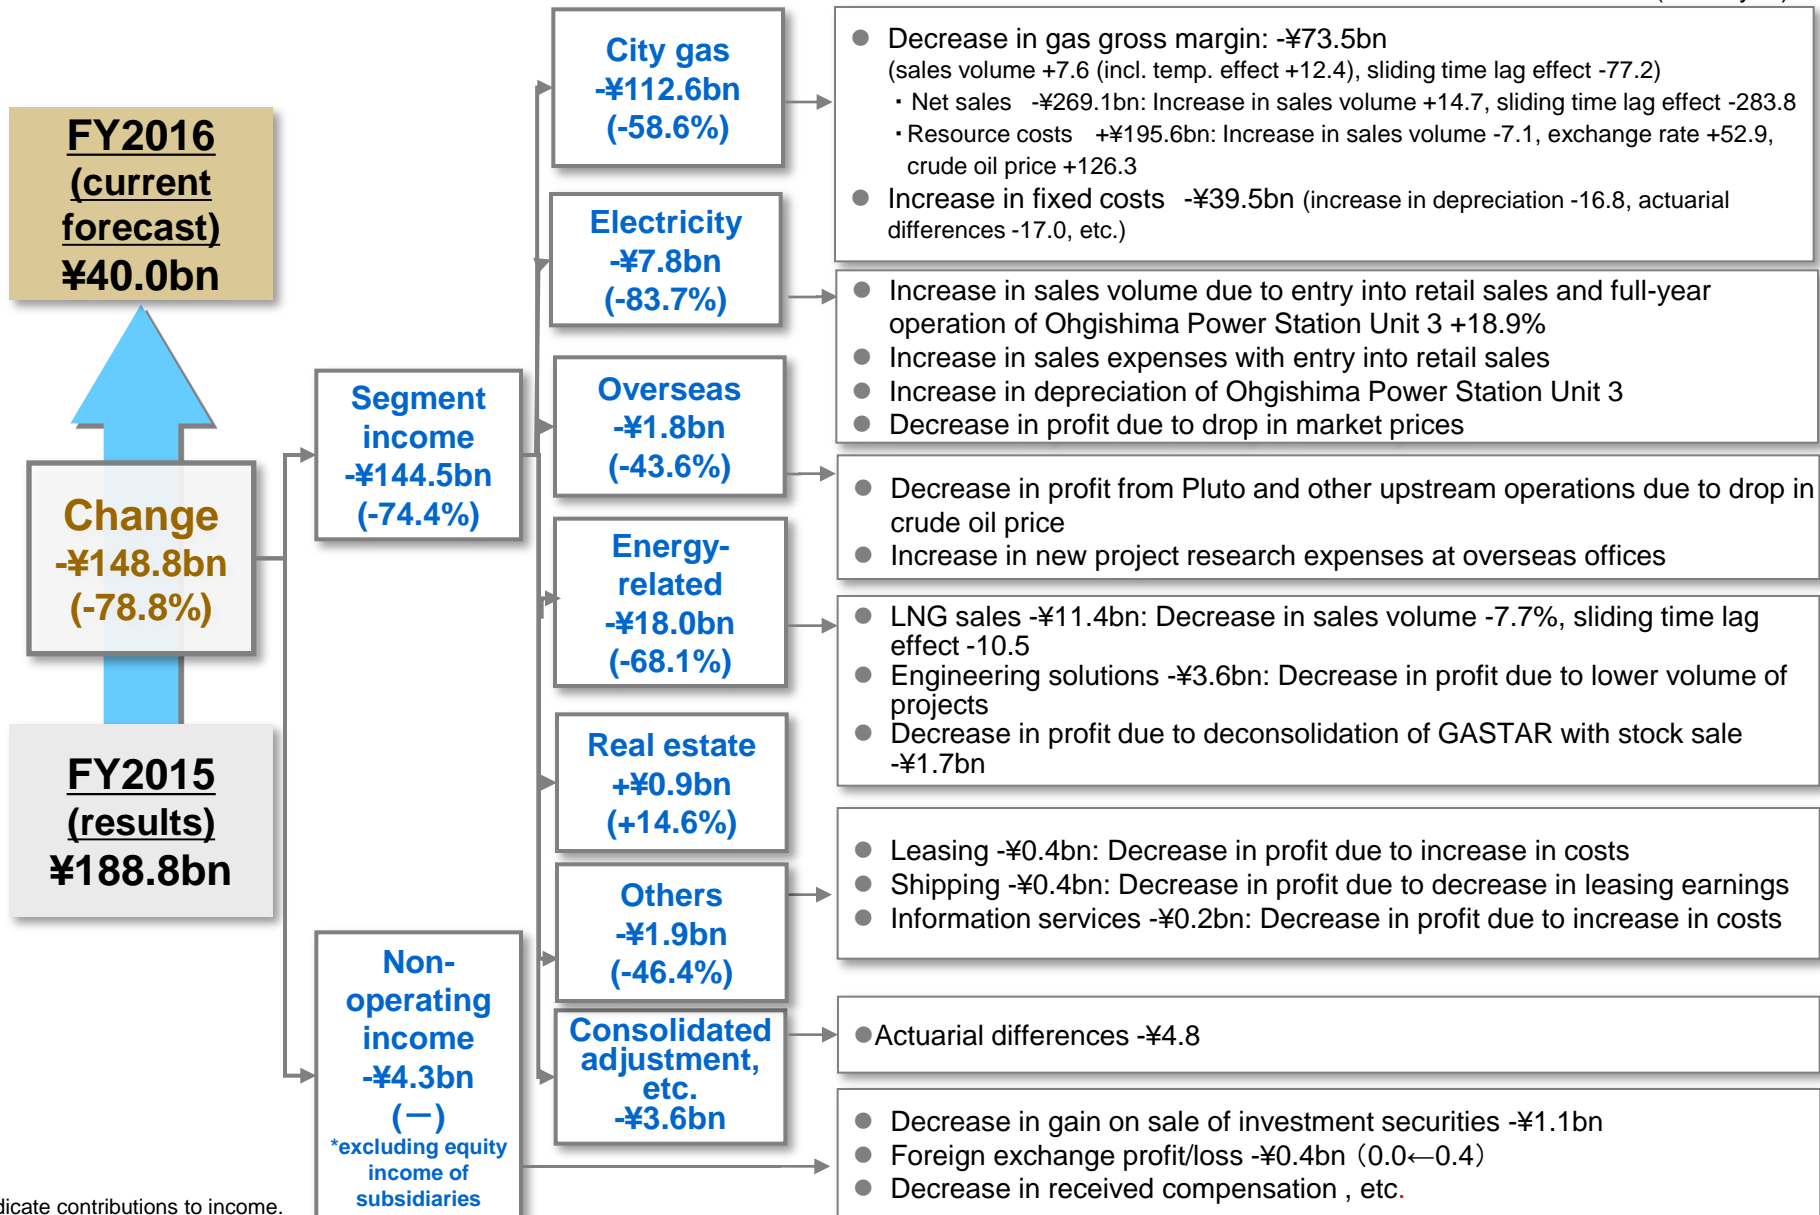 FY2016
(current
forecast)
¥40.0bn
Change
-¥148.8bn
(-78.8%)
FY2015
(results)
¥188.8bn
Segment
income
-¥144.5bn
(-74.4%)
Non-
operating
income
-¥4.3bn
(—)
*excluding equity
income of
subsidiaries
City gas
-¥112.6bn
(-58.6%)
Electricity
-¥7.8bn
(-83.7%)
Overseas
-¥1.8bn
(-43.6%)
Energy-
related
-¥18.0bn
(-68.1%)
Real estate
+¥0.9bn
(+14.6%)
Others
-¥1.9bn
(-46.4%)
Consolidated
adjustment,
etc.
-¥3.6bn
● Decrease in gas gross margin: -¥73.5bn
(sales volume +7.6 (incl. temp. effect +12.4), sliding time lag effect -77.2)
・Net sales -¥269.1bn: Increase in sales volume +14.7, sliding time lag effect -283.8
・Resource costs +¥195.6bn: Increase in sales volume -7.1, exchange rate +52.9,
crude oil price +126.3
● Increase in fixed costs -¥39.5bn (increase in depreciation -16.8, actuarial
differences -17.0, etc.)
● Increase in sales volume due to entry into retail sales and full-year
operation of Ohgishima Power Station Unit 3 +18.9%
● Increase in sales expenses with entry into retail sales
● Increase in depreciation of Ohgishima Power Station Unit 3
● Decrease in profit due to drop in market prices
● Decrease in profit from Pluto and other upstream operations due to drop in
crude oil price
● Increase in new project research expenses at overseas offices
● LNG sales -¥11.4bn: Decrease in sales volume -7.7%, sliding time lag
effect -10.5
● Engineering solutions -¥3.6bn: Decrease in profit due to lower volume of
projects
● Decrease in profit due to deconsolidation of GASTAR with stock sale
-¥1.7bn
● Leasing -¥0.4bn: Decrease in profit due to increase in costs
● Shipping -¥0.4bn: Decrease in profit due to decrease in leasing earnings
● Information services -¥0.2bn: Decrease in profit due to increase in costs
●Actuarial differences -¥4.8
● Decrease in gain on sale of investment securities -¥1.1bn
● Foreign exchange profit/loss -¥0.4bn（0.0←0.4）
● Decrease in received compensation , etc.
dicate contributions to income.